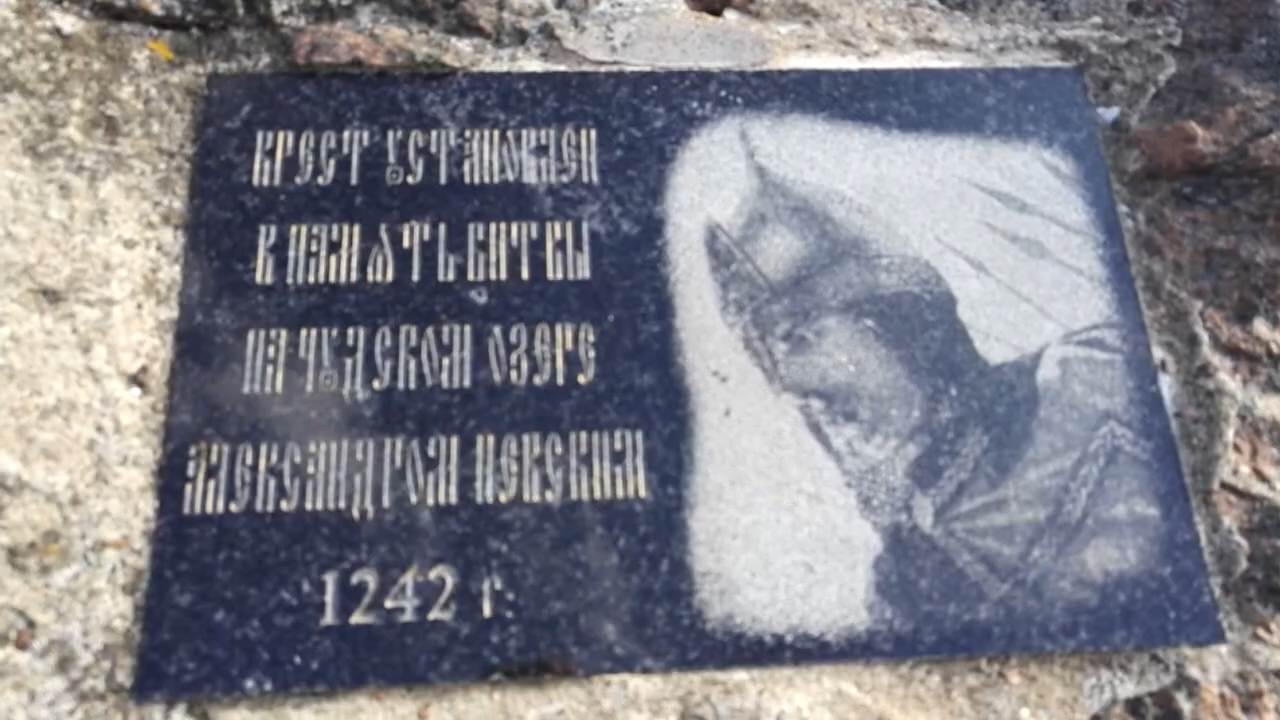 КРЕСТ УСТАНОВЛЕН
В ПАМЯТЬ БИТВЫ
НА ЧУДСКОМ ОЗЕРЕ
АЛЕКСАНДРОМ НЕВСКИМ
1242 г